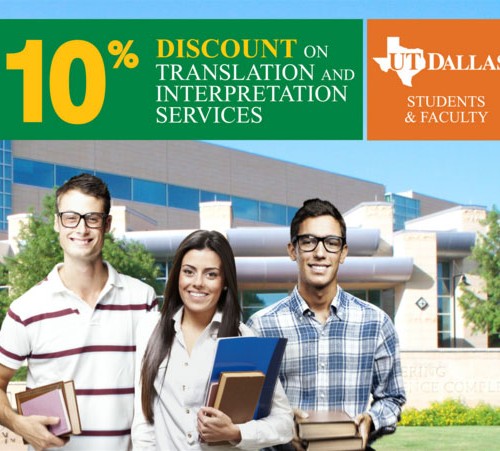 10%
DISCOUNT ON
TRANSLATION AND
INTERPRETATION
SERVICES
UT DALLAS
STUDENTS
& FACULTY